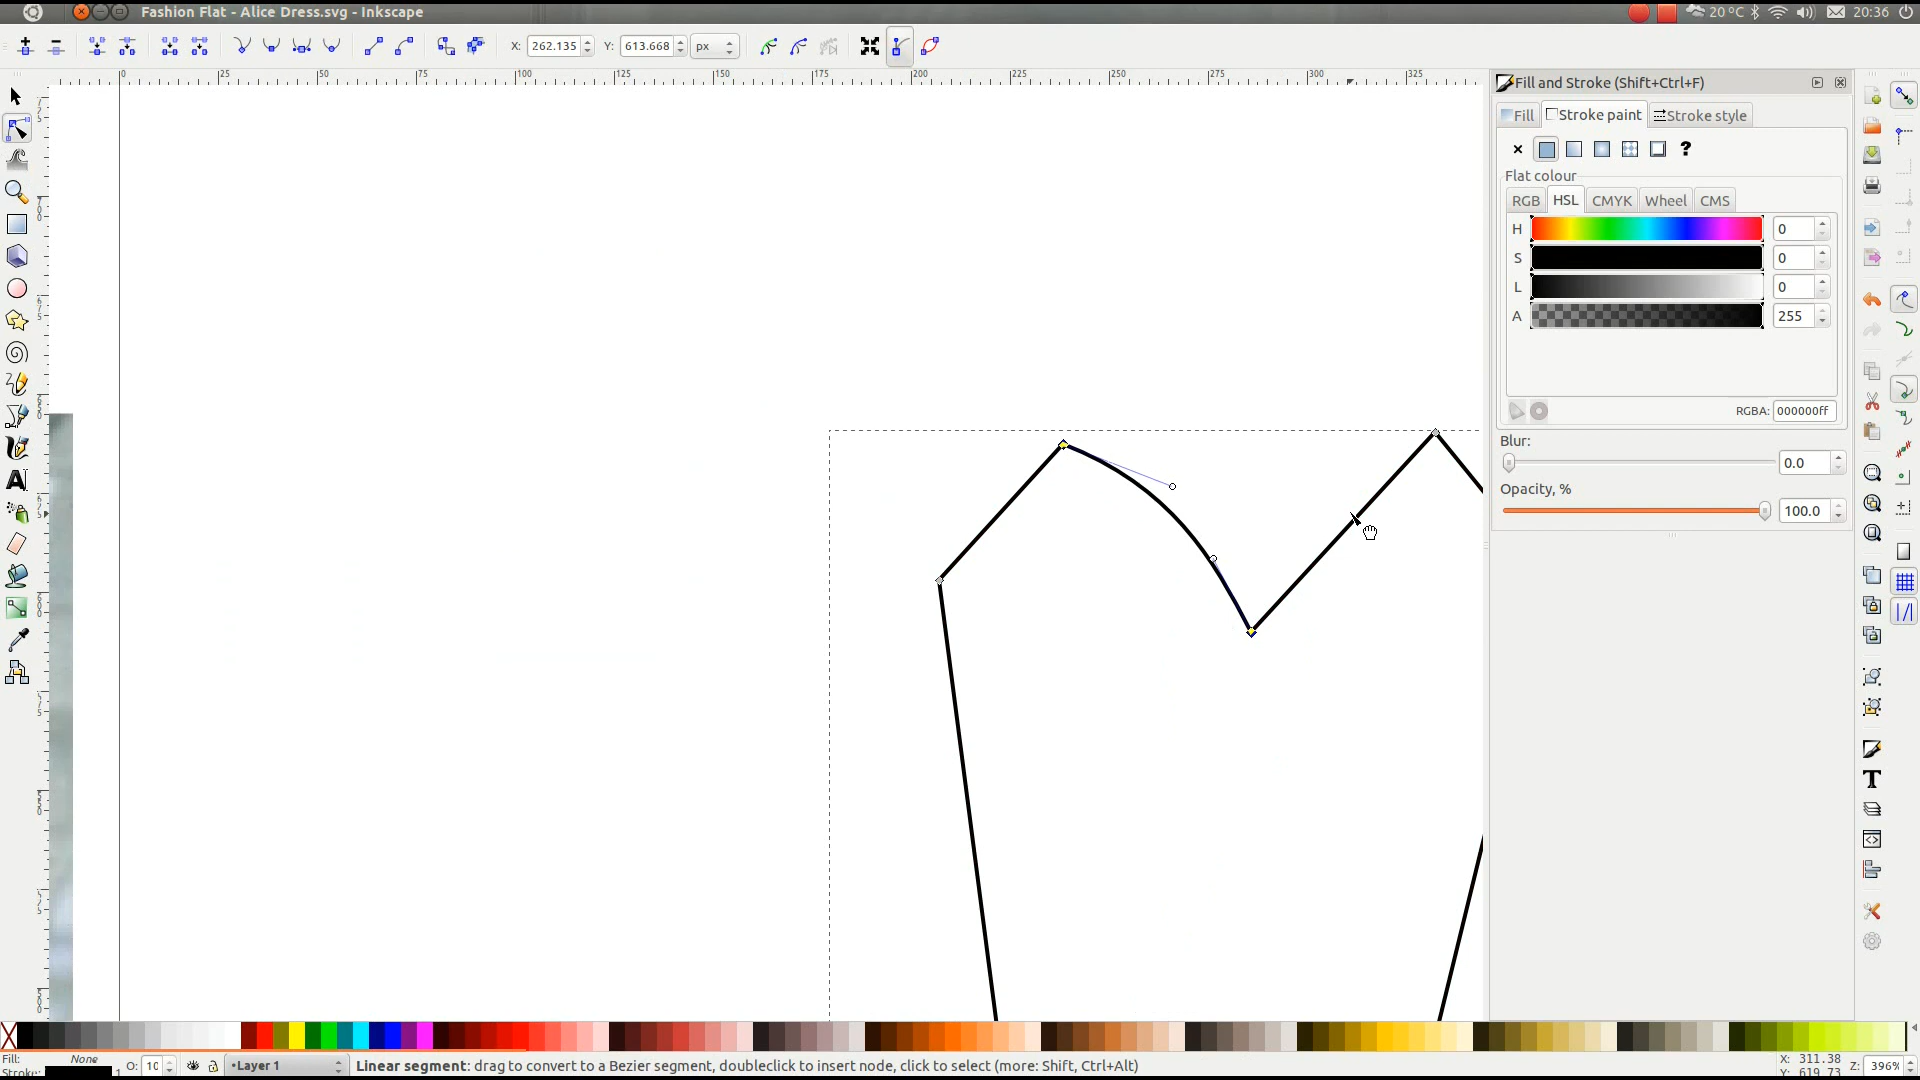 Fashion Flat - Alice Dress.svg - Inkscape
20 °C
20:36
X: 262.135
Y: 613.668
px
0 25 50 75 100 125 150 175 200 225 250 275 300 325
Fill and Stroke (Shift+Ctrl+F)
Fill
Stroke paint
Stroke style
?
Flat colour
RGB
HSL
CMYK
Wheel
CMS
H 0
S 0
L 0
A 255
RGBA: 000000ff
Blur:
0.0
Opacity, %
100.0
Fill: None
Stroke: 1
O: 10
•Layer 1
Linear segment: drag to convert to a Bezier segment, doubleclick to insert node, click to select (more: Shift, Ctrl+Alt)
X: 311.38
Y: 619.73
Z: 396%